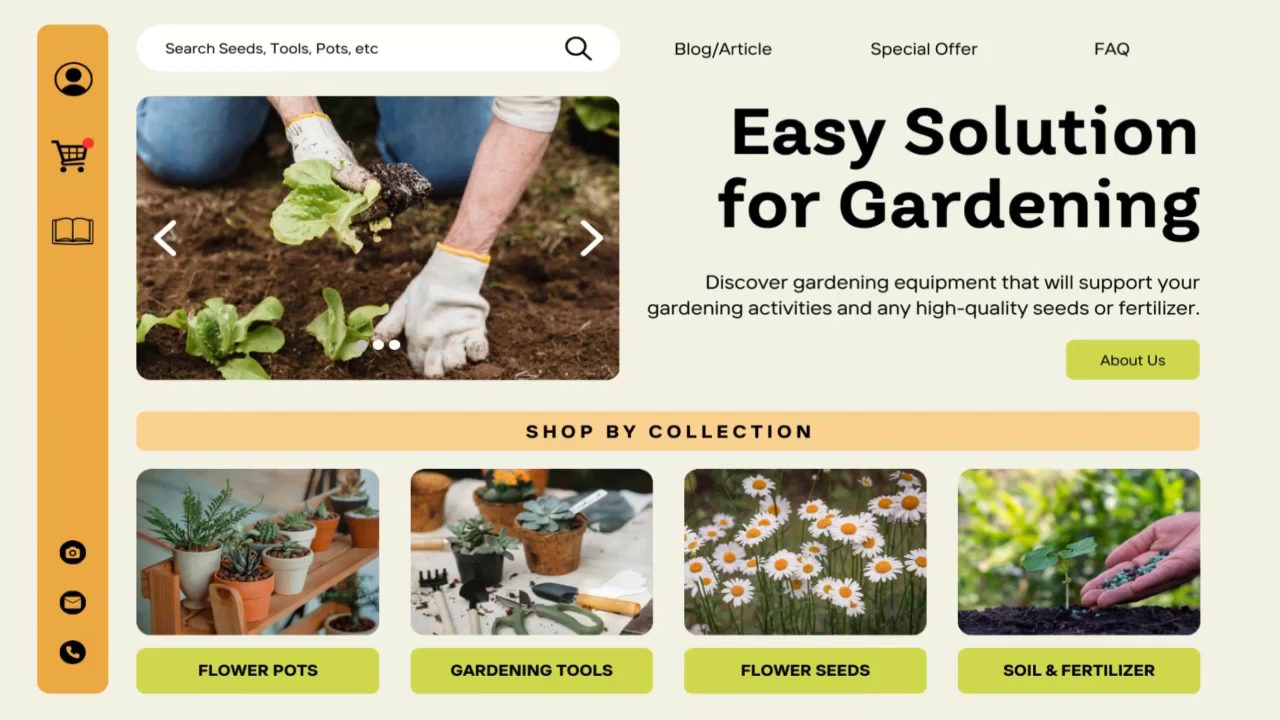 Search Seeds, Tools, Pots, etc
Blog/Article
Special Offer
FAQ
Easy Solution
for Gardening
Discover gardening equipment that will support your
gardening activities and any high-quality seeds or fertilizer.
About Us
SHOP BY COLLECTION
FLOWER POTS
GARDENING TOOLS
FLOWER SEEDS
SOIL & FERTILIZER